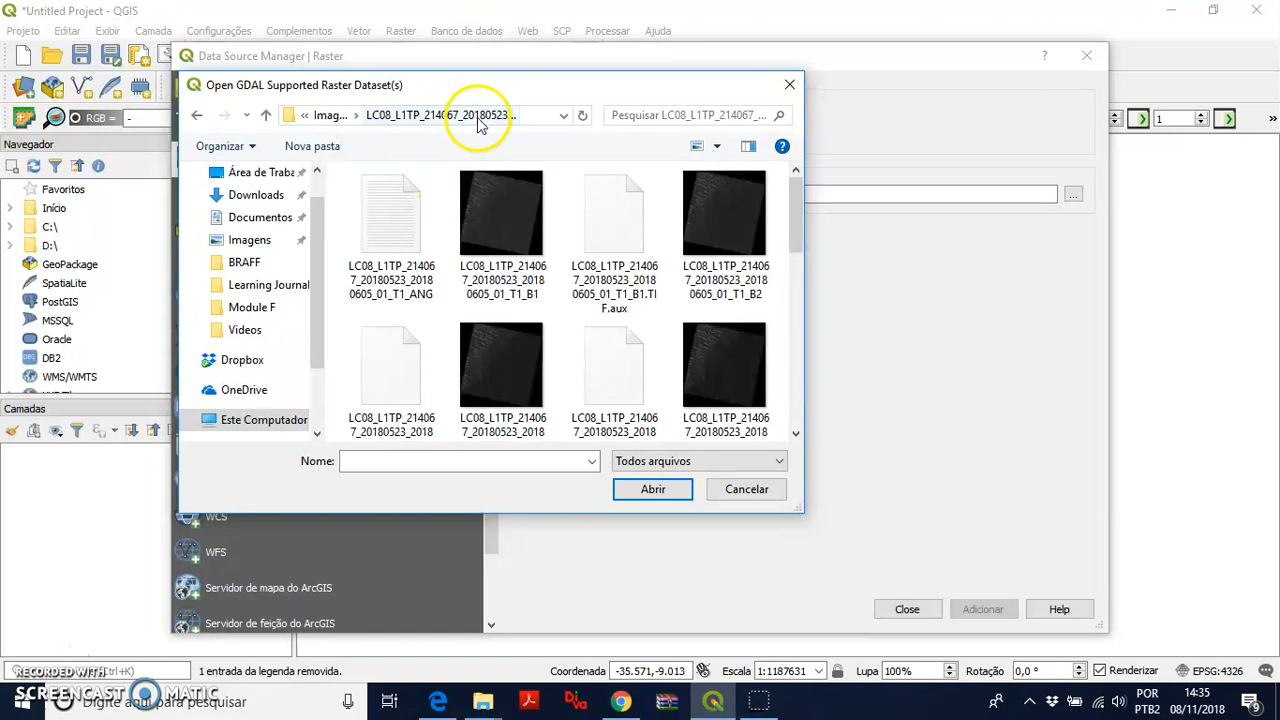 *Untitled Project - QGIS
Projeto Editar Exibir Camada Configurações Complementos Vetor Raster Banco de dados Web SCP Processar Ajuda
Data Source Manager | Raster
Open GDAL Supported Raster Dataset(s)
RGB = -
« Imag... > LC08_L1TP_214067_20180523... Pesquisar LC08_L1TP_214067_...
1
Organizar Nova pasta
Navegador
Favoritos
Início
C:\
D:\
GeoPackage
SpatiaLite
PostGIS
MSSQL
Oracle
DB2
WMS/WMTS
Área de Traba
Downloads
Documentos
Imagens
BRAFF
Learning Journal
Module F
Videos
Dropbox
OneDrive
Este Computador
LC08_L1TP_21406
7_20180523_2018
0605_01_T1_ANG
LC08_L1TP_21406
7_20180523_2018
0605_01_T1_B1
LC08_L1TP_21406
7_20180523_2018
0605_01_T1_B1.TI
F.aux
LC08_L1TP_21406
7_20180523_2018
0605_01_T1_B2
LC08_L1TP_21406
7_20180523_2018
LC08_L1TP_21406
7_20180523_2018
LC08_L1TP_21406
7_20180523_2018
LC08_L1TP_21406
7_20180523_2018
Nome: Todos arquivos
Abrir Cancelar
Camadas
WCS
WFS
Servidor de mapa do ArcGIS
Servidor de feição do ArcGIS
Close Adicionar Help
1 entrada da legenda removida. Coordenada -35.571,-9.013 Escala 1:1187631 Lupa 100% Rotação 0,0 ° Renderizar EPSG:4326
Ctrl+K)
RECORDED WITH
SCREENCAST MATIC
Digite aqui para pesquisar
POR
PTB2
14:35
08/11/2018
9